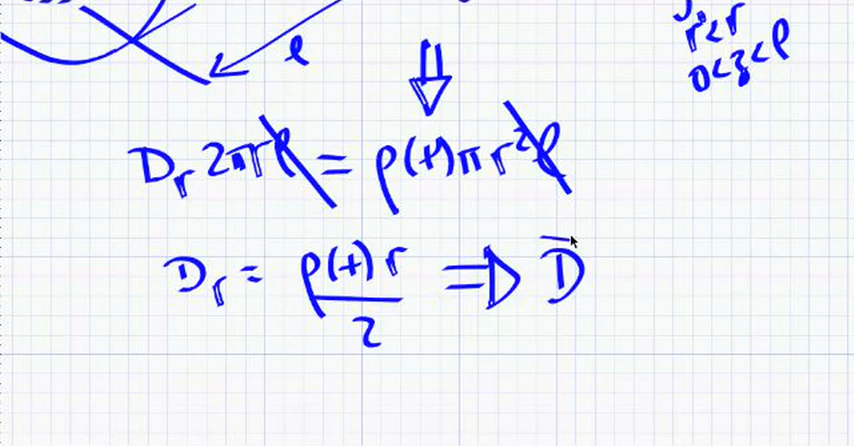 r' < r
ℓ
0 < z < ℓ
D_r 2πrℓ = ρ(t)πr²ℓ
D_r = ρ(t) r / 2 ⇒ D̄